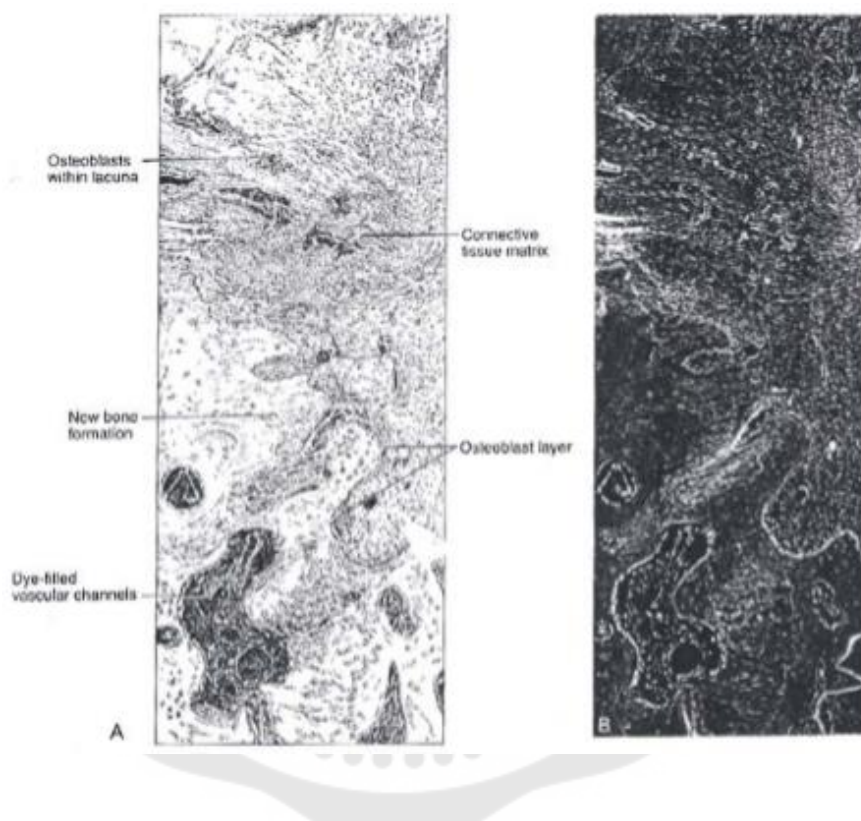 Osteoblasts
within lacuna
Connective
tissue matrix
New bone
formation
Osteoblast layer
Dye-filled
vascular channels
A
B